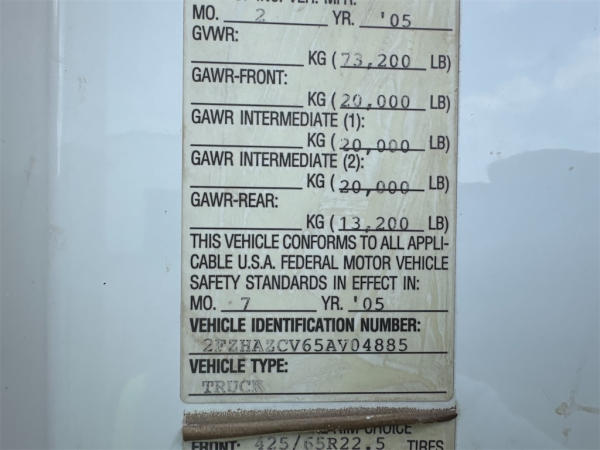 MO. 2 YR. '05
GVWR:
KG (73,200 LB)
GAWR-FRONT:
KG (20,000 LB)
GAWR INTERMEDIATE (1):
KG (20,000 LB)
GAWR INTERMEDIATE (2):
KG (20,000 LB)
GAWR-REAR:
KG (13,200 LB)
THIS VEHICLE CONFORMS TO ALL APPLI-
CABLE U.S.A. FEDERAL MOTOR VEHICLE
SAFETY STANDARDS IN EFFECT IN:
MO. 7 YR. '05
VEHICLE IDENTIFICATION NUMBER:
2FZHAZCV65AV04885
VEHICLE TYPE:
TRUCK
CHOICE
FRONT: 425/65R22.5 TIRES